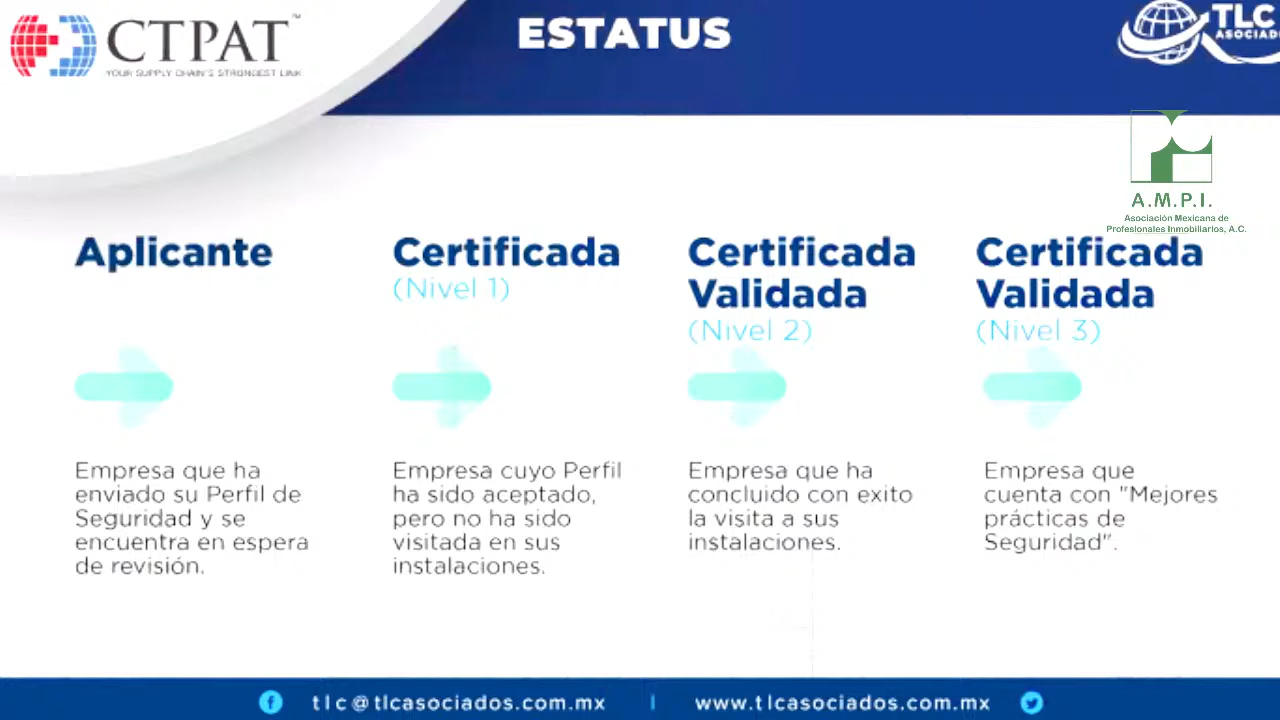 CTPAT™
YOUR SUPPLY CHAIN'S STRONGEST LINK
ESTATUS
TLC
ASOCIADO
A.M.P.I.
Asociación Mexicana de
Profesionales Inmobiliarios, A.C.
Aplicante
Empresa que ha
enviado su Perfil de
Seguridad y se
encuentra en espera
de revisión.
Certificada
(Nivel 1)
Empresa cuyo Perfil
ha sido aceptado,
pero no ha sido
visitada en sus
instalaciones.
Certificada
Validada
(Nivel 2)
Empresa que ha
concluido con exito
la visita a sus
instalaciones.
Certificada
Validada
(Nivel 3)
Empresa que
cuenta con "Mejores
prácticas de
Seguridad".
tlc@tlcasociados.com.mx | www.tlcasociados.com.mx